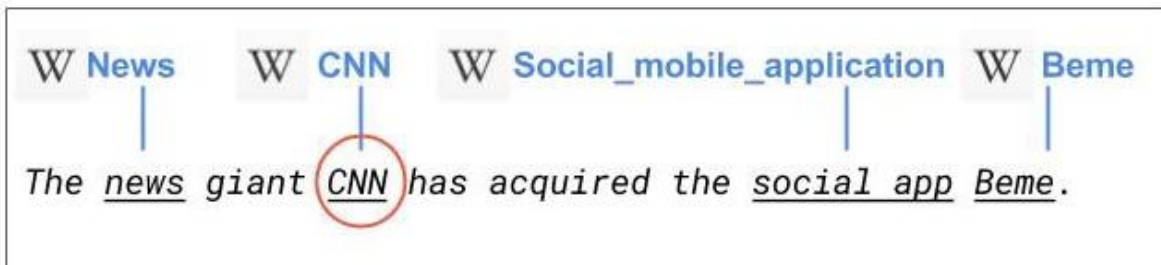 W News W CNN W Social_mobile_application W Beme
The news giant CNN has acquired the social app Beme.